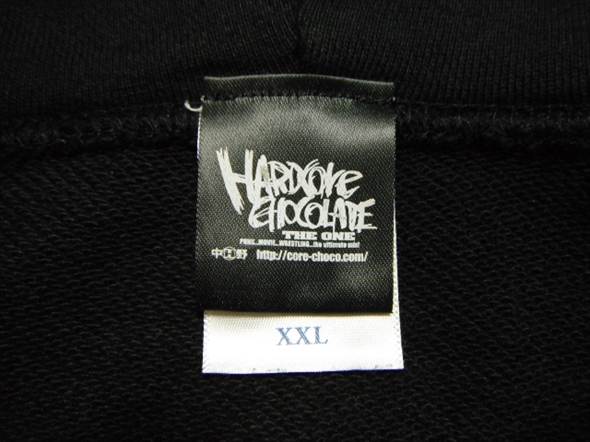 HARDCORE
CHOCOLATE
THE ONE
PUNK...MOVIE...WRESTLING...the ultimate mix!
中野 http://core-choco.com/
XXL